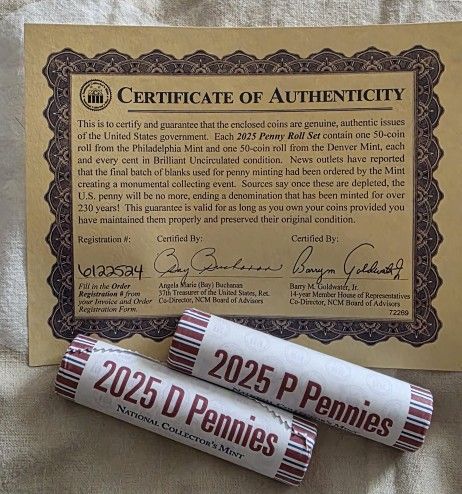 CERTIFICATE OF AUTHENTICITY
This is to certify and guarantee that the enclosed coins are genuine, authentic issues
of the United States government. Each 2025 Penny Roll Set contain one 50-coin
roll from the Philadelphia Mint and one 50-coin roll from the Denver Mint, each
and every cent in Brilliant Uncirculated condition. News outlets have reported
that the final batch of blanks used for penny minting had been ordered by the Mint
creating a monumental collecting event. Sources say once these are depleted, the
U.S. penny will be no more, ending a denomination that has been minted for over
230 years! This guarantee is valid for as long as you own your coins provided you
have maintained them properly and preserved their original condition.
Registration #: Certified By: Certified By:
6122524 Bay Buchanan Barry M Goldwater Jr
Fill in the Order
Registration # from
your Invoice and Order
Registration Form.
Angela Marie (Bay) Buchanan
37th Treasurer of the United States, Ret.
Co-Director, NCM Board of Advisors
Barry M. Goldwater, Jr.
14-year Member House of Representatives
Co-Director, NCM Board of Advisors
72269
2025 P Pennies
2025 D Pennies
NATIONAL COLLECTOR'S MINT